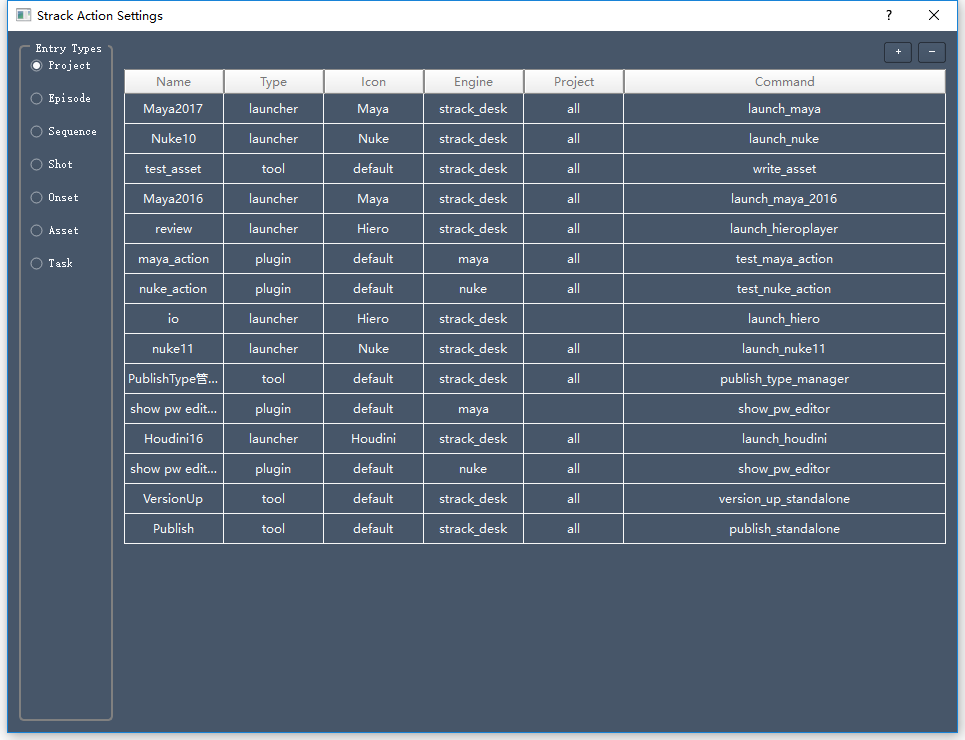 Strack Action Settings ?
Entry Types
Project
Episode
Sequence
Shot
Onset
Asset
Task
+ −
Name Type Icon Engine Project Command
Maya2017 launcher Maya strack_desk all launch_maya
Nuke10 launcher Nuke strack_desk all launch_nuke
test_asset tool default strack_desk all write_asset
Maya2016 launcher Maya strack_desk all launch_maya_2016
review launcher Hiero strack_desk all launch_hieroplayer
maya_action plugin default maya all test_maya_action
nuke_action plugin default nuke all test_nuke_action
io launcher Hiero strack_desk launch_hiero
nuke11 launcher Nuke strack_desk all launch_nuke11
PublishType管... tool default strack_desk all publish_type_manager
show pw edit... plugin default maya show_pw_editor
Houdini16 launcher Houdini strack_desk all launch_houdini
show pw edit... plugin default nuke all show_pw_editor
VersionUp tool default strack_desk all version_up_standalone
Publish tool default strack_desk all publish_standalone